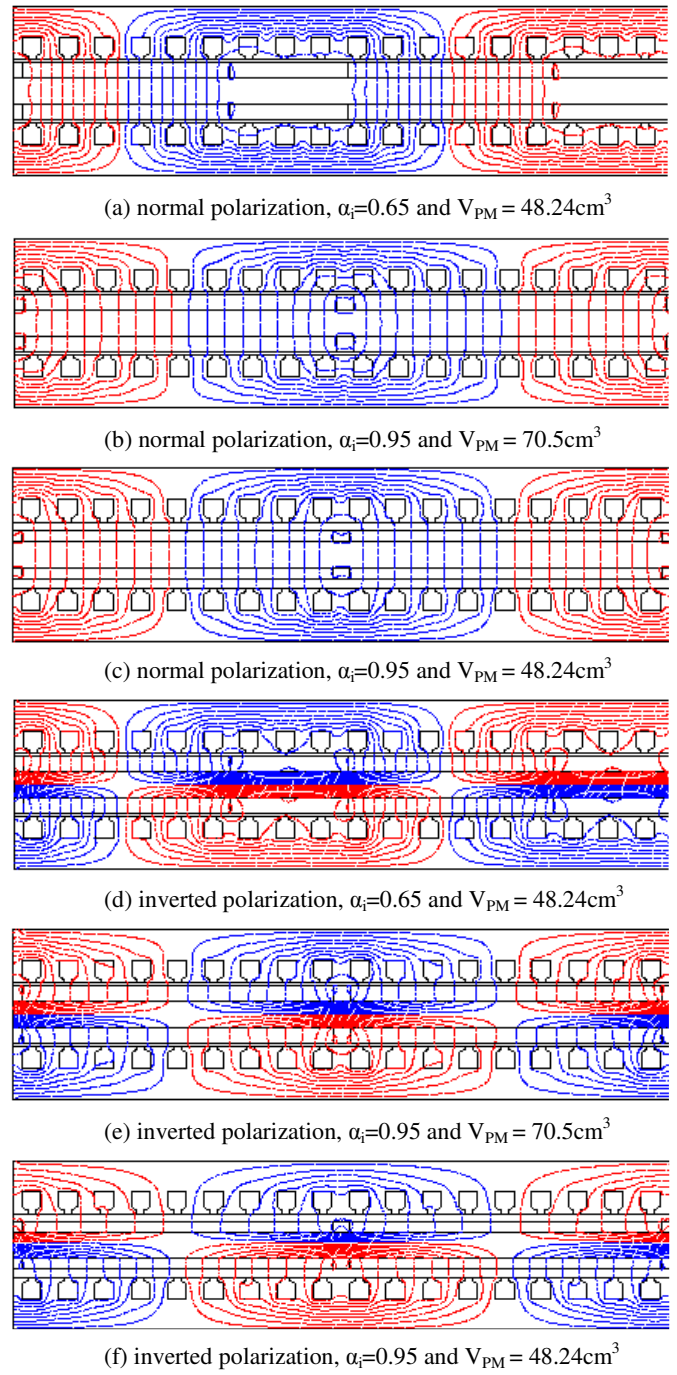 (a) normal polarization, αi=0.65 and VPM = 48.24cm3
(b) normal polarization, αi=0.95 and VPM = 70.5cm3
(c) normal polarization, αi=0.95 and VPM = 48.24cm3
(d) inverted polarization, αi=0.65 and VPM = 48.24cm3
(e) inverted polarization, αi=0.95 and VPM = 70.5cm3
(f) inverted polarization, αi=0.95 and VPM = 48.24cm3